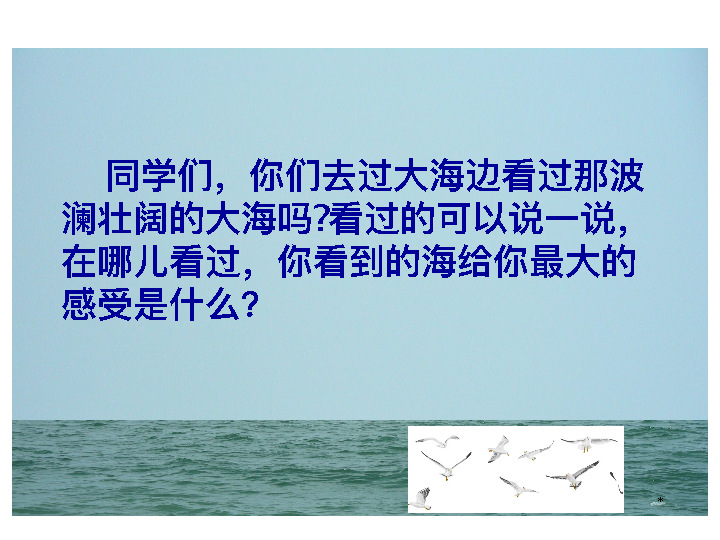 同学们，你们去过大海边看过那波
澜壮阔的大海吗?看过的可以说一说，
在哪儿看过，你看到的海给你最大的
感受是什么？
*